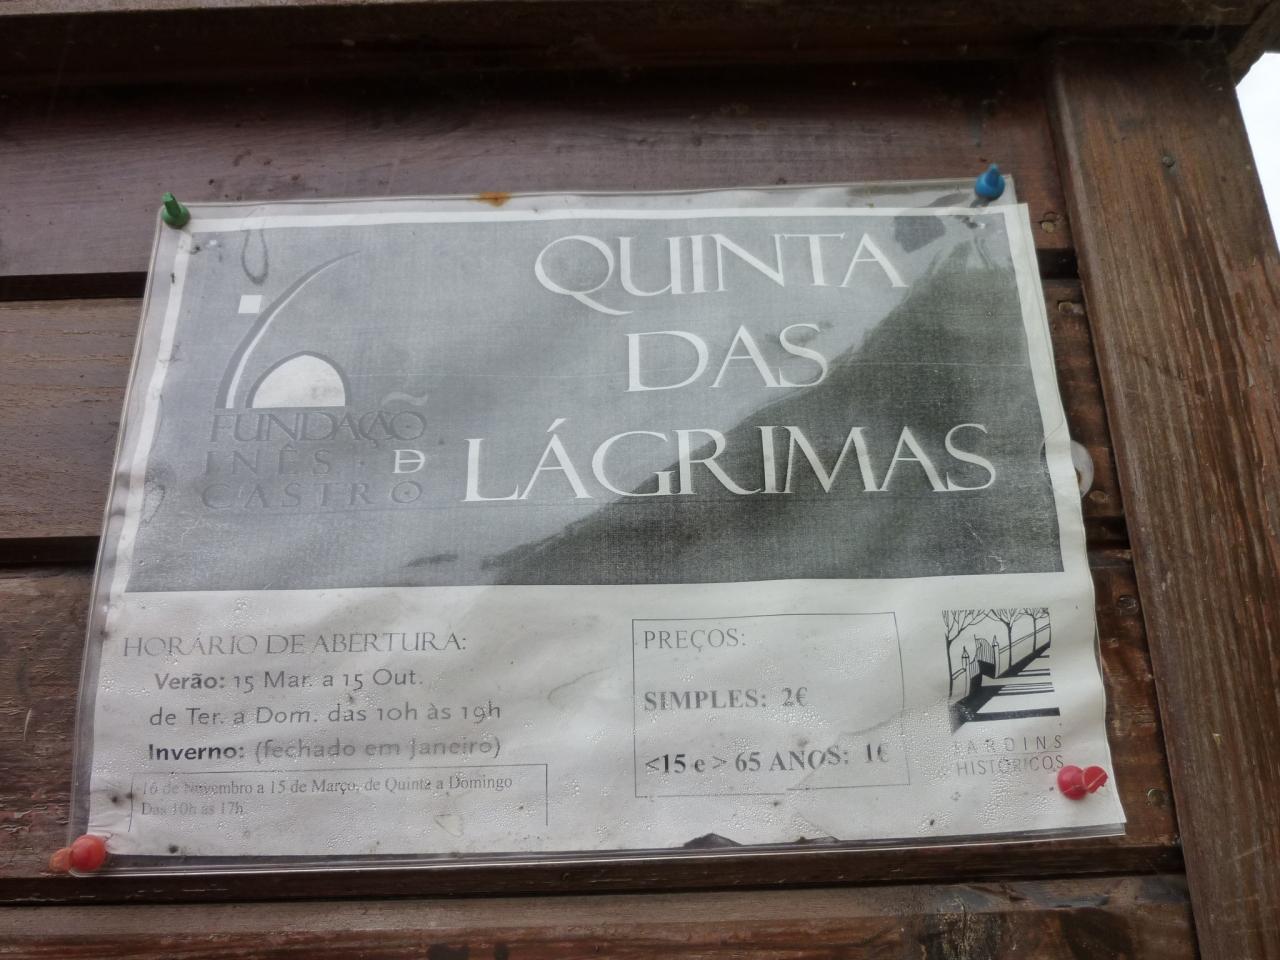 QUINTA
DAS
LÁGRIMAS
FUNDAÇÃO
INÊS · DE
CASTRO
HORÁRIO DE ABERTURA:
Verão: 15 Mar. a 15 Out.
de Ter. a Dom. das 10h às 19h
Inverno: (fechado em Janeiro)
16 de Novembro a 15 de Março, de Quinta a Domingo
Das 10h às 17h
PREÇOS:
SIMPLES: 2€
<15 e > 65 ANOS: 1€
JARDINS
HISTÓRICOS